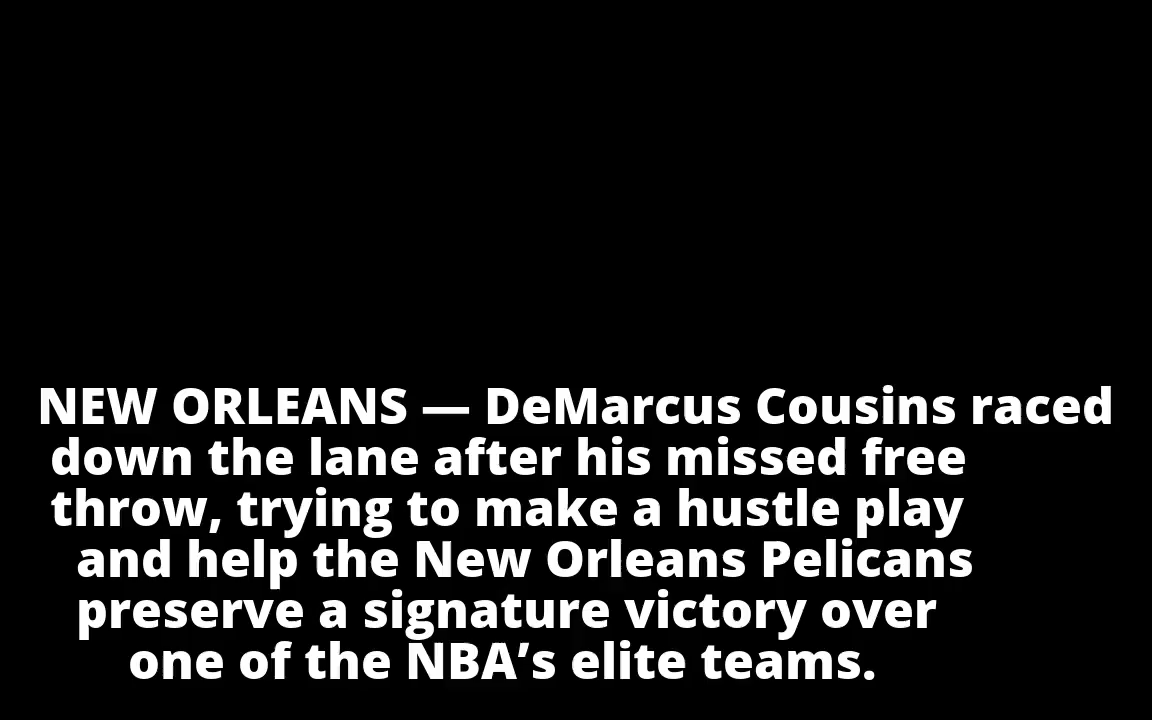 NEW ORLEANS — DeMarcus Cousins raced
down the lane after his missed free
throw, trying to make a hustle play
and help the New Orleans Pelicans
preserve a signature victory over
one of the NBA’s elite teams.